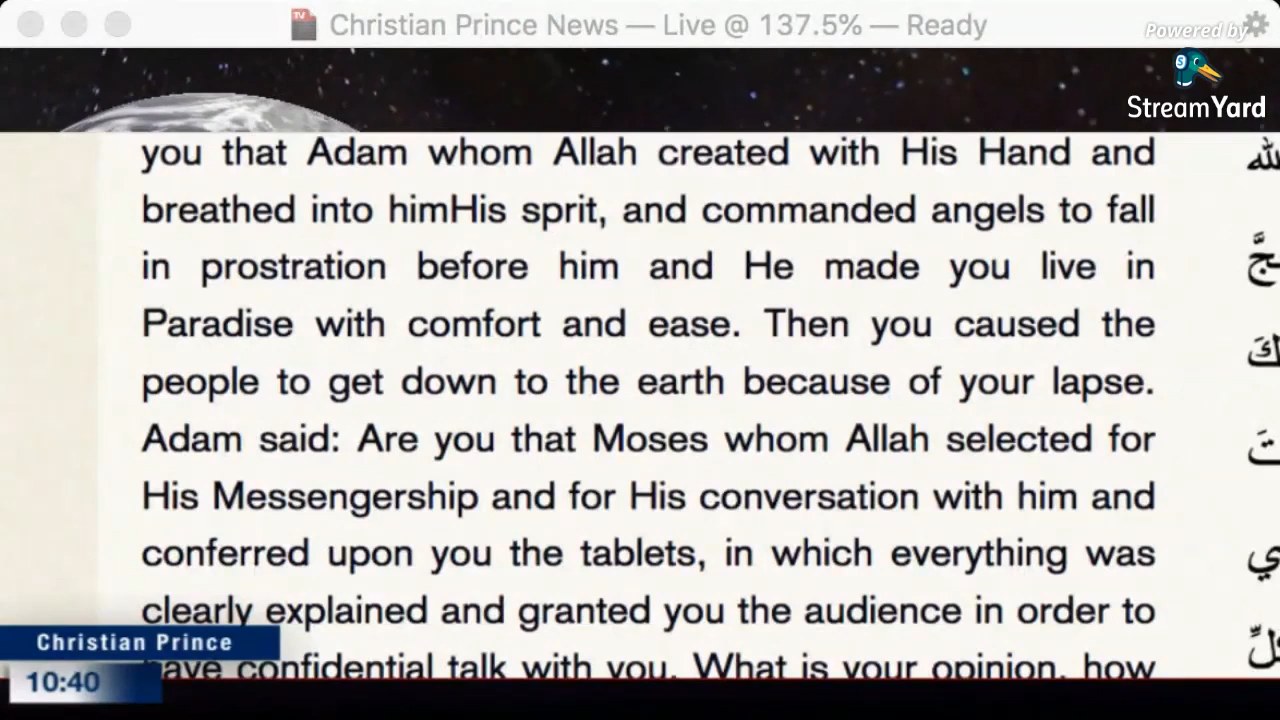 Christian Prince News — Live @ 137.5% — Ready
Powered by
StreamYard
you that Adam whom Allah created with His Hand and
breathed into himHis sprit, and commanded angels to fall
in prostration before him and He made you live in
Paradise with comfort and ease. Then you caused the
people to get down to the earth because of your lapse.
Adam said: Are you that Moses whom Allah selected for
His Messengership and for His conversation with him and
conferred upon you the tablets, in which everything was
clearly explained and granted you the audience in order to
have confidential talk with you. What is your opinion, how
Christian Prince
10:40